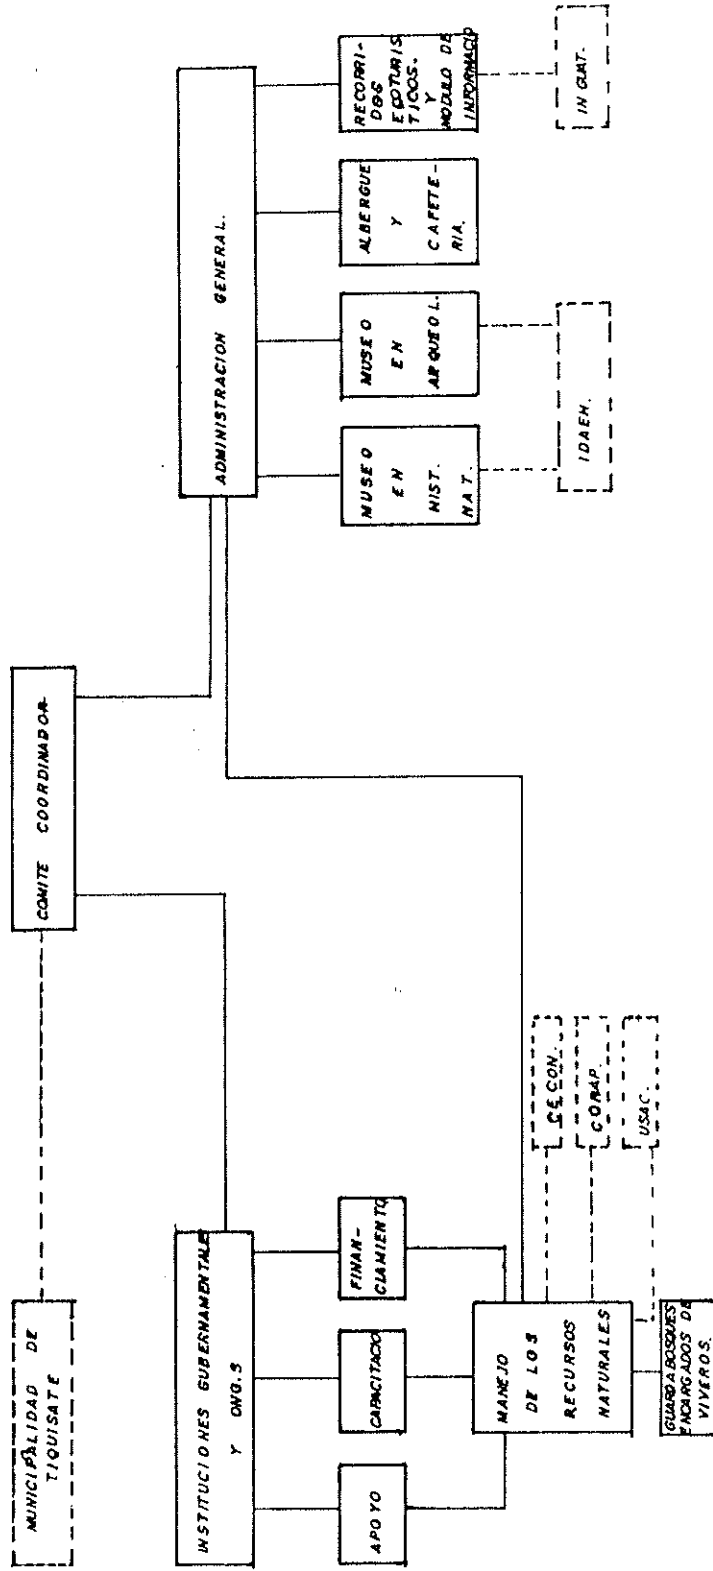 MUNICIPALIDAD DE
TIQUISATE
COMITE COORDINADOR
INSTITUCIONES GUBERNAMENTALES
Y ONG.S
ADMINISTRACION GENERAL.
APOYO
CAPACITACIO
FINAN-
CIAMIENTO
MUSEO
EN
HIST.
NAT.
MUSEO
EN
ARQUEOL.
ALBERGUE
Y
CAFETE-
RIA.
RECORRI-
DOS
ECOTURIS
TICOS.
Y
MODULO DE
INFORMACIO
MANEJO
DE LOS
RECURSOS
NATURALES
CECON.
CONAP.
USAC.
IDAEH.
INGUAT.
GUARDABOSQUES
ENCARGADOS DE
VIVEROS.